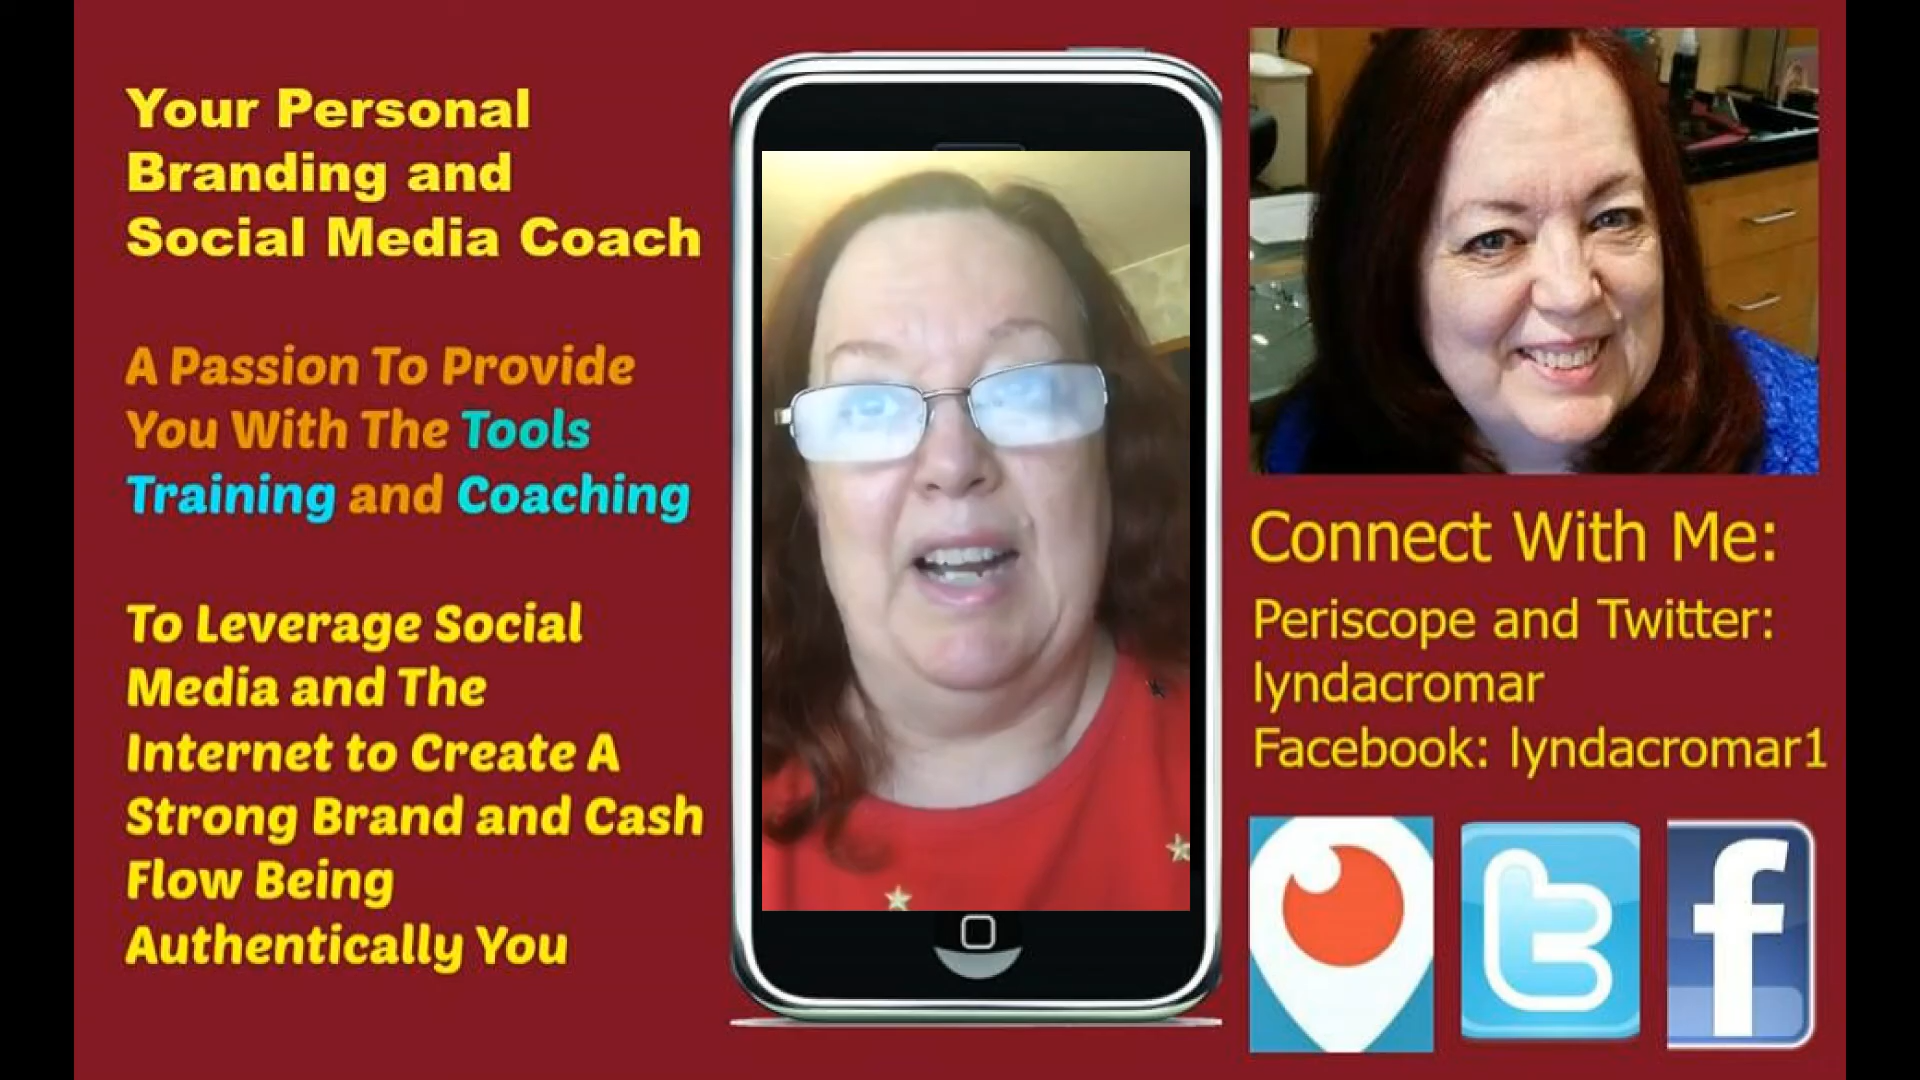 Your Personal
Branding and
Social Media Coach
A Passion To Provide
You With The Tools
Training and Coaching
To Leverage Social
Media and The
Internet to Create A
Strong Brand and Cash
Flow Being
Authentically You
Connect With Me:
Periscope and Twitter:
lyndacromar
Facebook: lyndacromar1